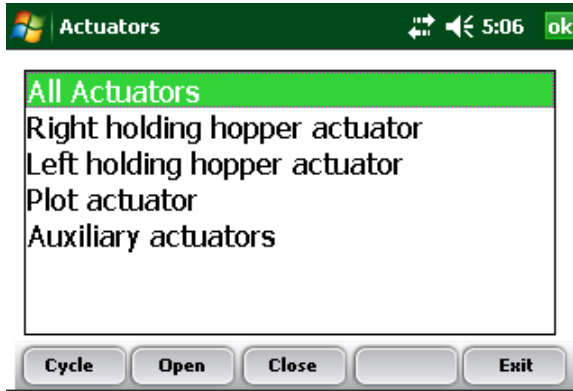 Actuators 5:06 ok
All Actuators
Right holding hopper actuator
Left holding hopper actuator
Plot actuator
Auxiliary actuators
Cycle Open Close Exit